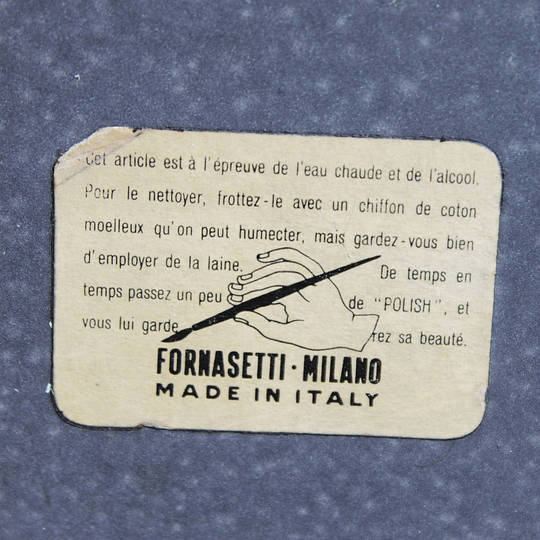 Cet article est à l'épreuve de l'eau chaude et de l'alcool.
Pour le nettoyer, frottez-le avec un chiffon de coton
moelleux qu'on peut humecter, mais gardez-vous bien
d'employer de la laine. De temps en
temps passez un peu de "POLISH", et
vous lui garderez sa beauté.
FORNASETTI · MILANO
MADE IN ITALY